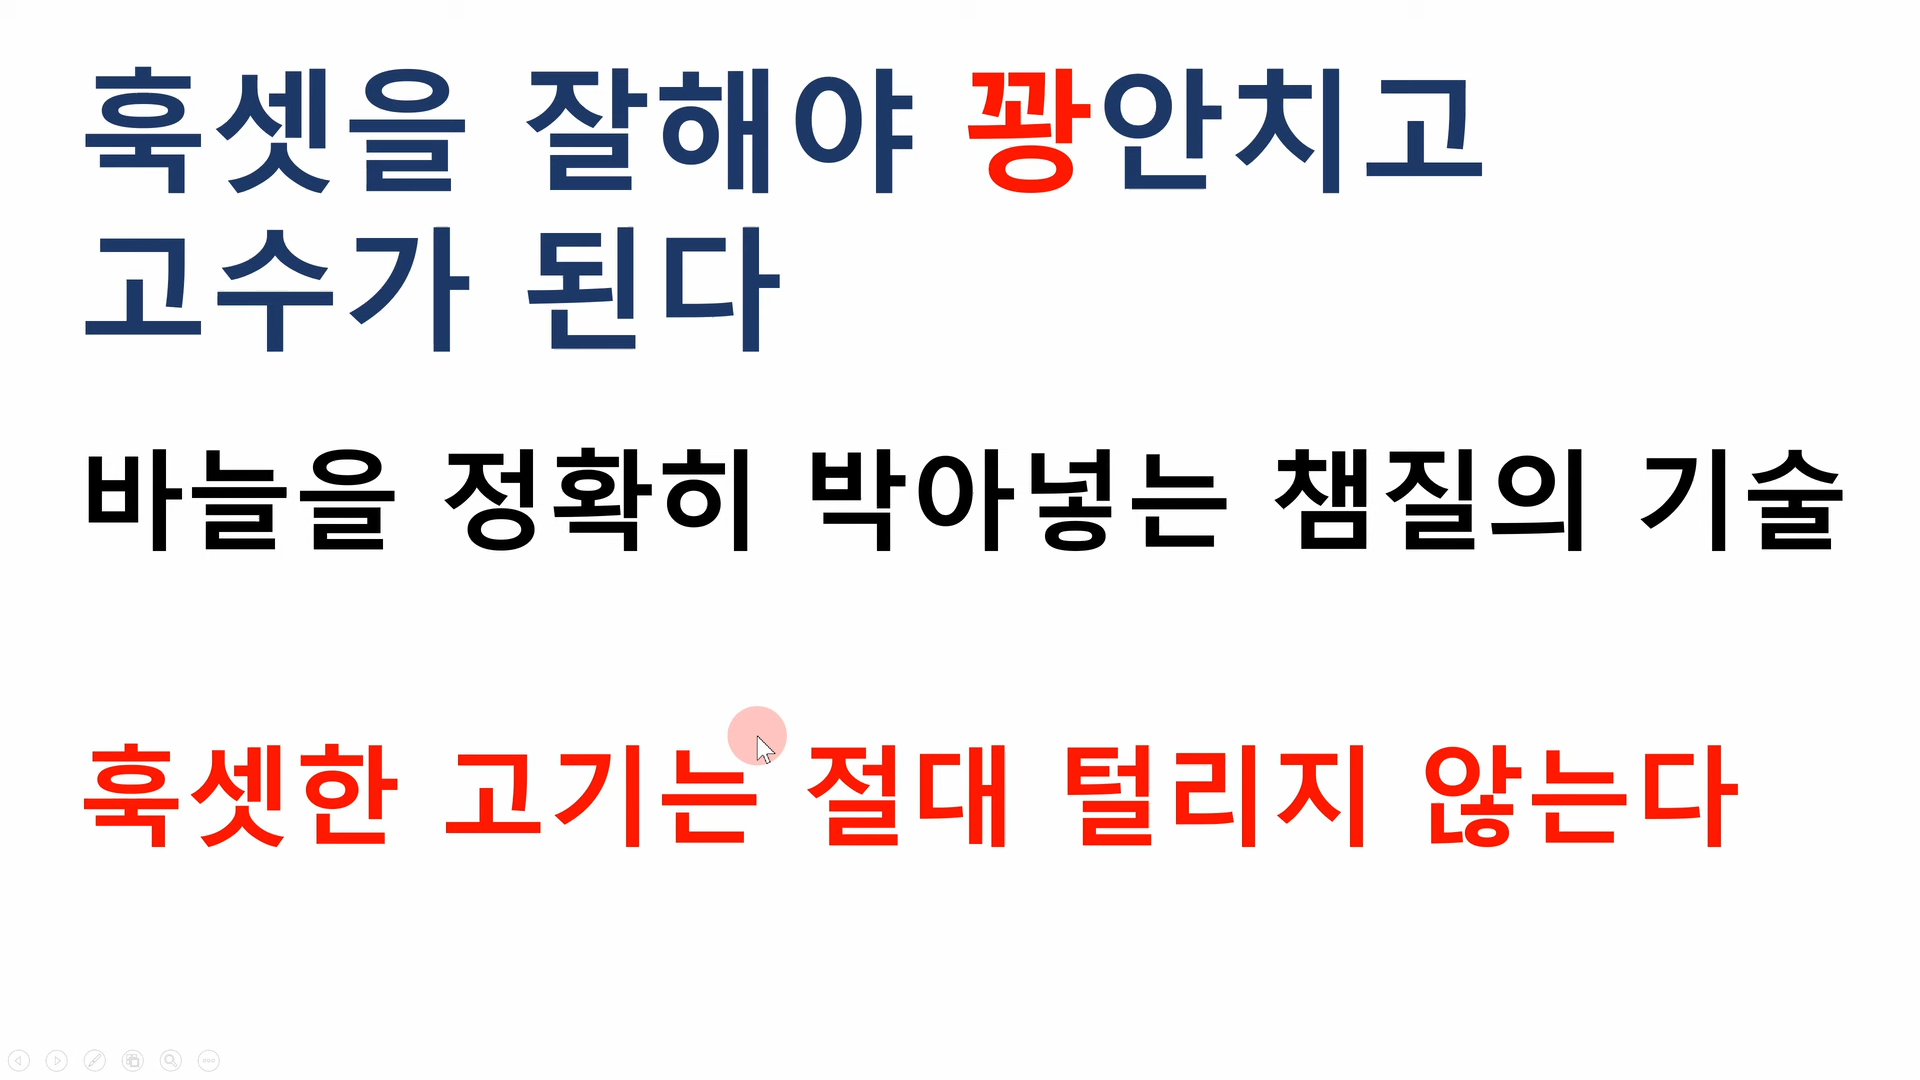 훅셋을 잘해야 꽝안치고
고수가 된다
바늘을 정확히 박아넣는 챔질의 기술
훅셋한 고기는 절대 털리지 않는다